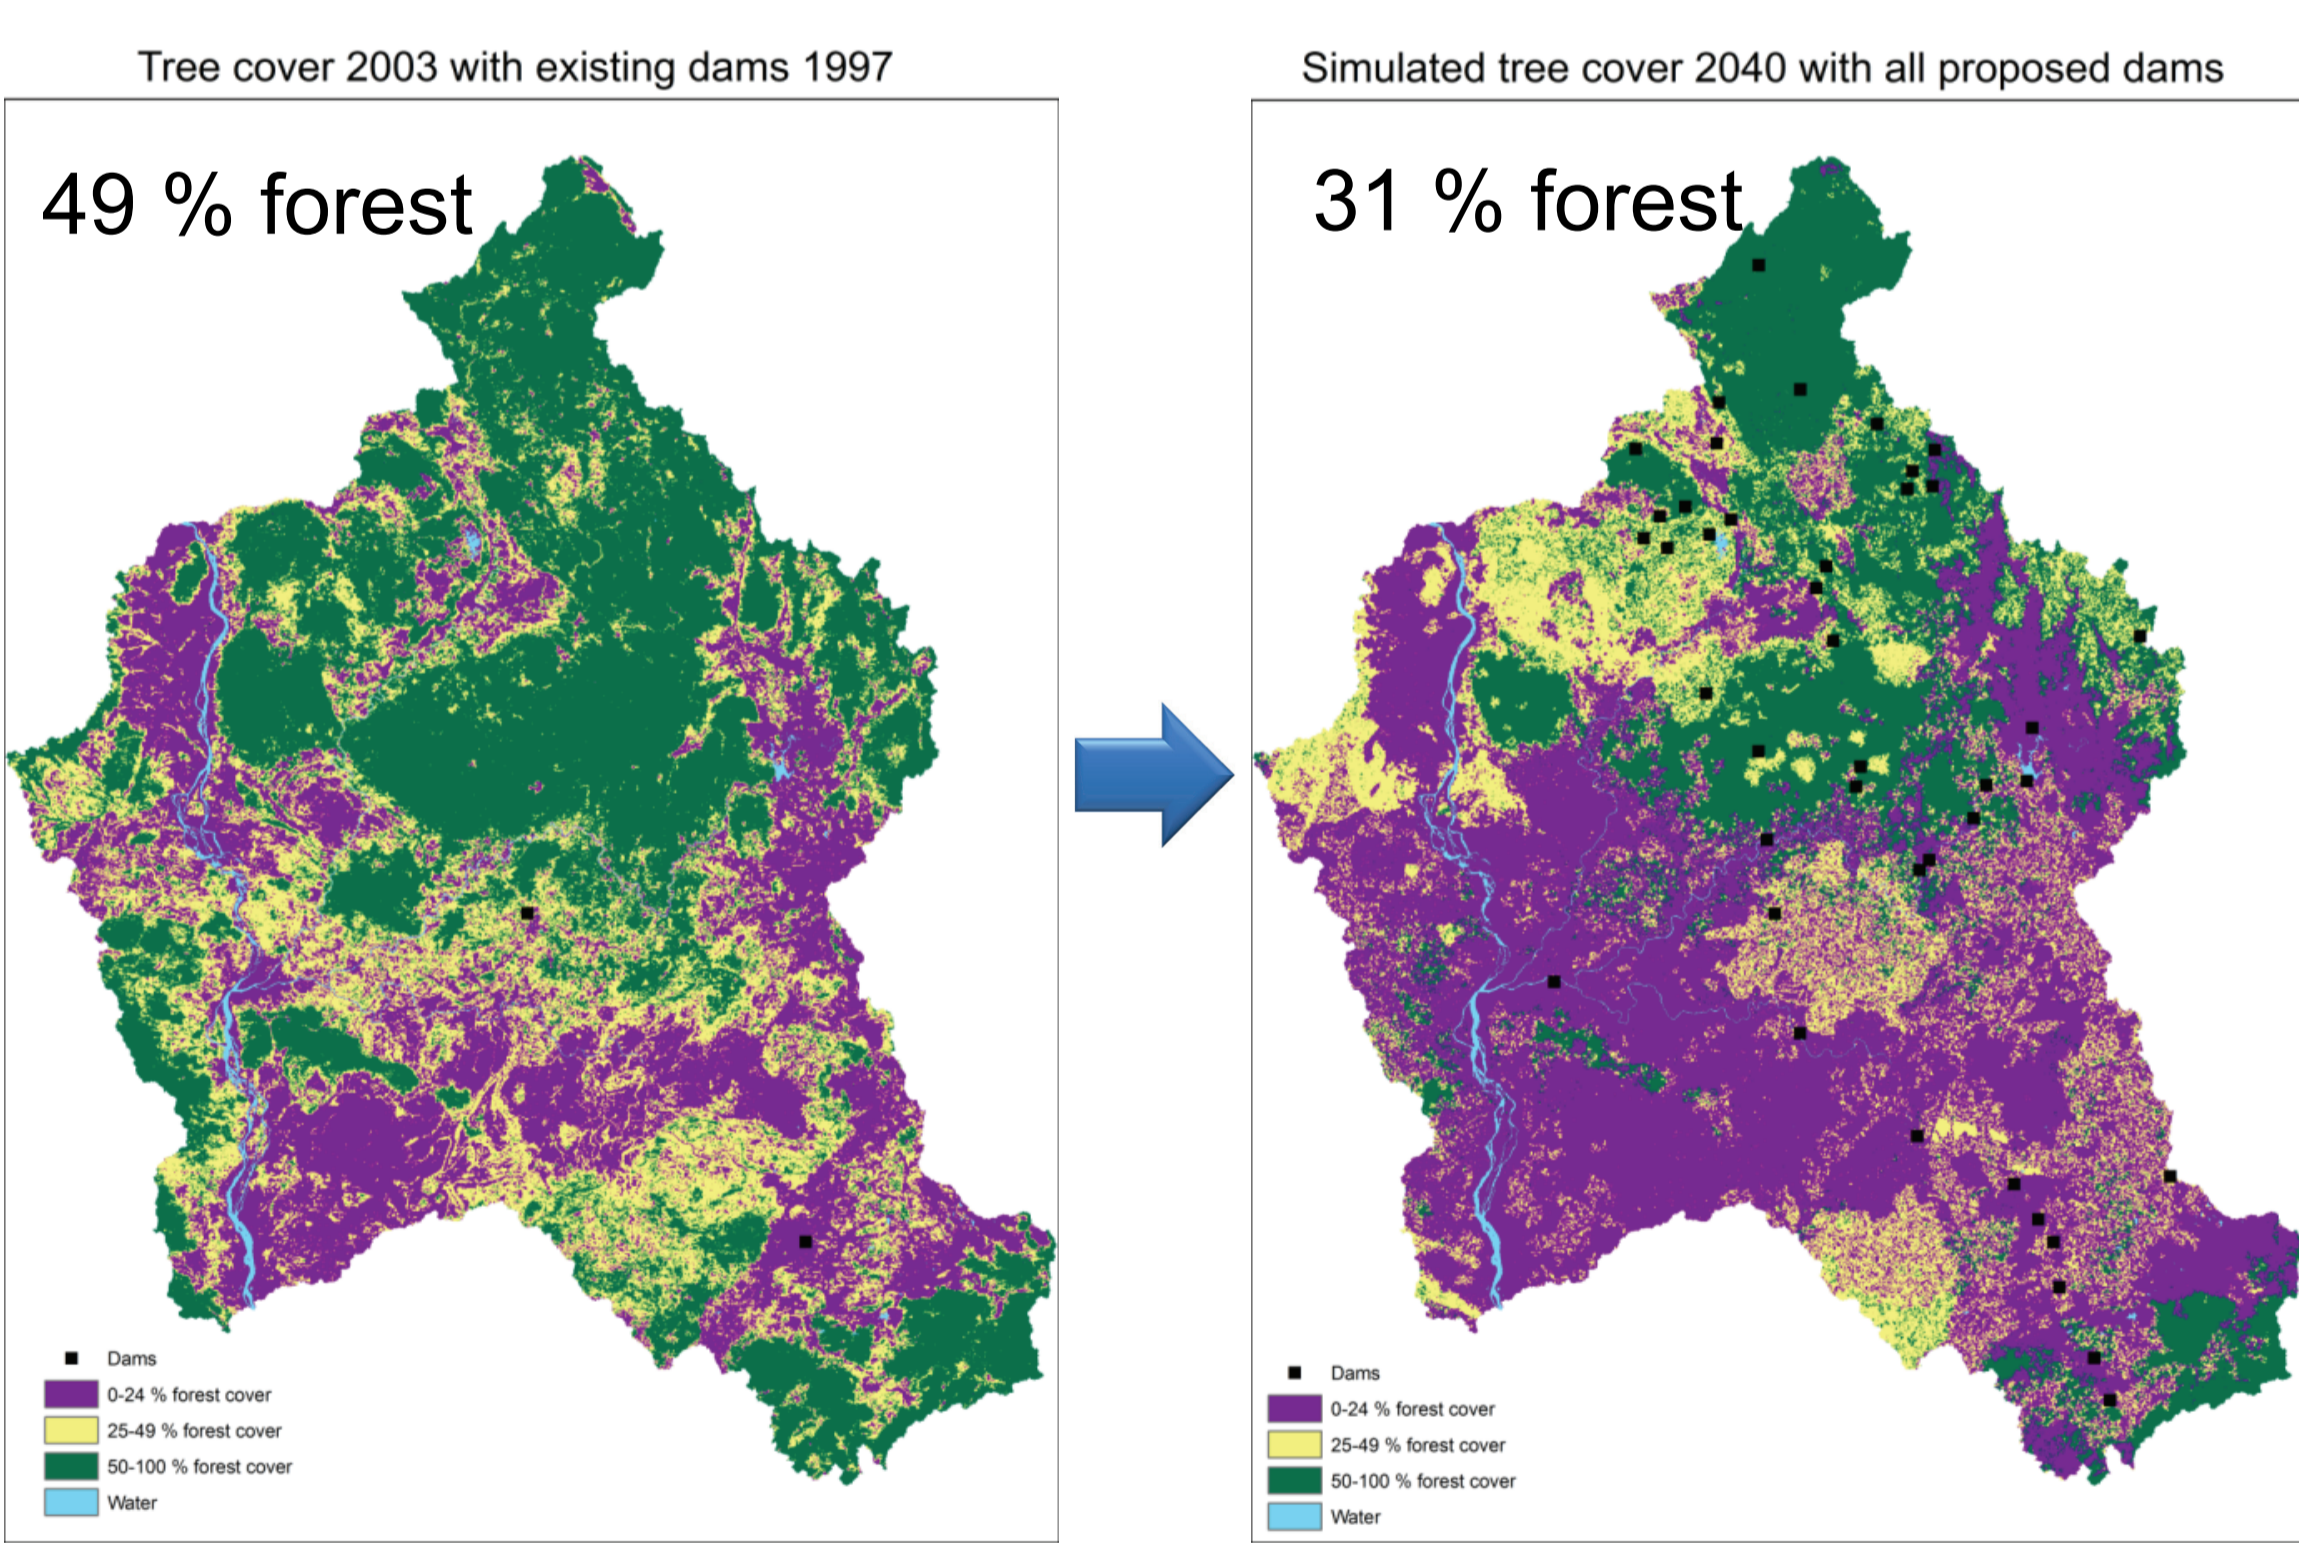 Tree cover 2003 with existing dams 1997
49 % forest
Dams
0-24 % forest cover
25-49 % forest cover
50-100 % forest cover
Water
Simulated tree cover 2040 with all proposed dams
31 % forest
Dams
0-24 % forest cover
25-49 % forest cover
50-100 % forest cover
Water